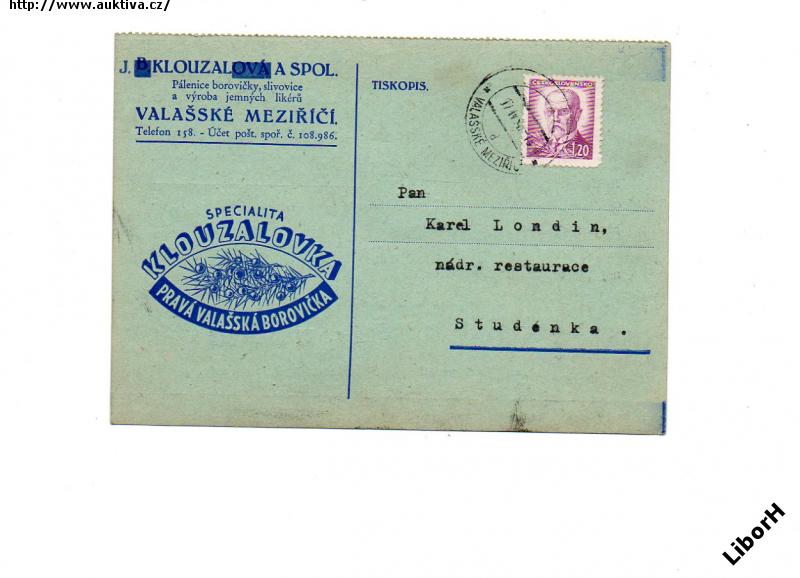 http://www.auktiva.cz/
J. B. KLOUZALOVÁ A SPOL.
Pálenice borovičky, slivovice
a výroba jemných likérů
VALAŠSKÉ MEZIŘÍČÍ.
Telefon 158. - Účet pošt. spoř. č. 108.986.
TISKOPIS.
ČESKOSLOVENSKO
K 1,20
VALAŠSKÉ MEZIŘÍČÍ
SPECIALITA
KLOUZALOVKA
PRAVÁ VALAŠSKÁ BOROVIČKA
Pan
Karel Londin,
nádr. restaurace
Studénka.
LiborH